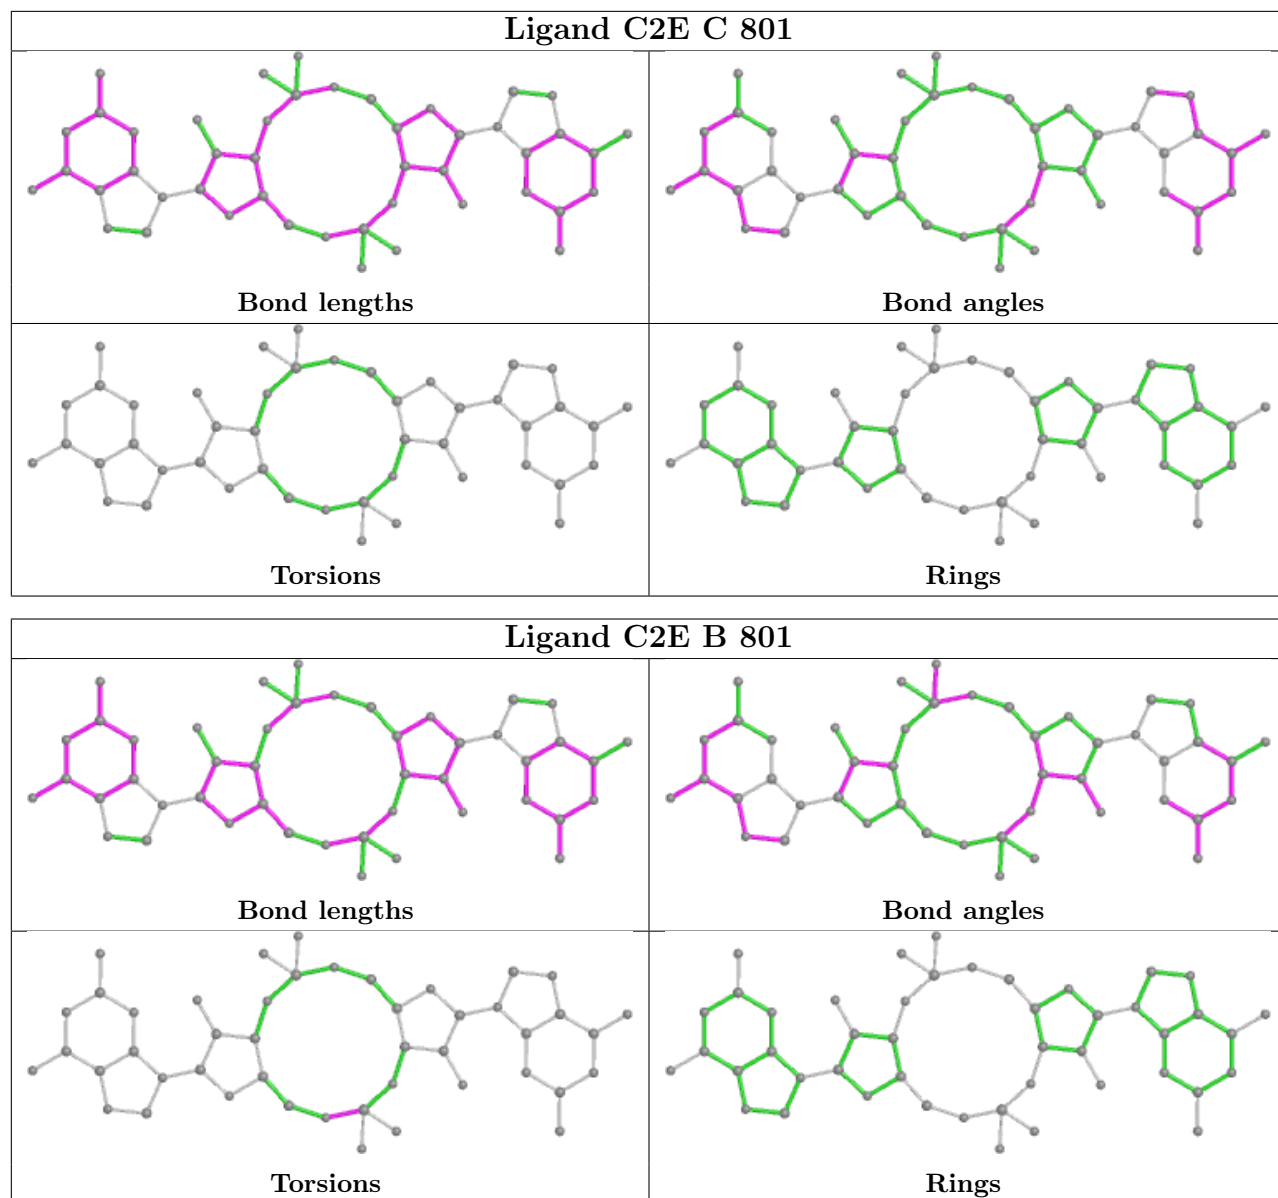 Ligand C2E C 801
Bond lengths
Bond angles
Torsions
Rings
Ligand C2E B 801
Bond lengths
Bond angles
Torsions
Rings